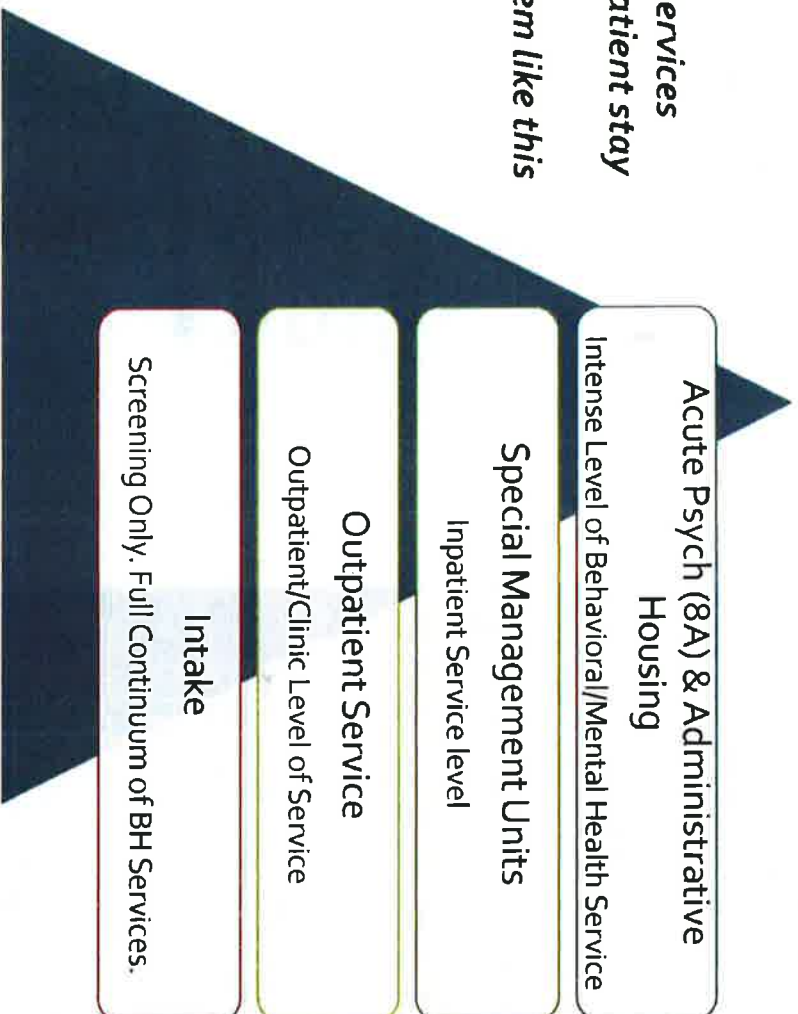 ervices
atient stay
em like this
Acute Psych (8A) & Administrative
Housing
Intense Level of Behavioral/Mental Health Service
Special Management Units
Inpatient Service level
Outpatient Service
Outpatient/Clinic Level of Service
Intake
Screening Only. Full Continuum of BH Services.